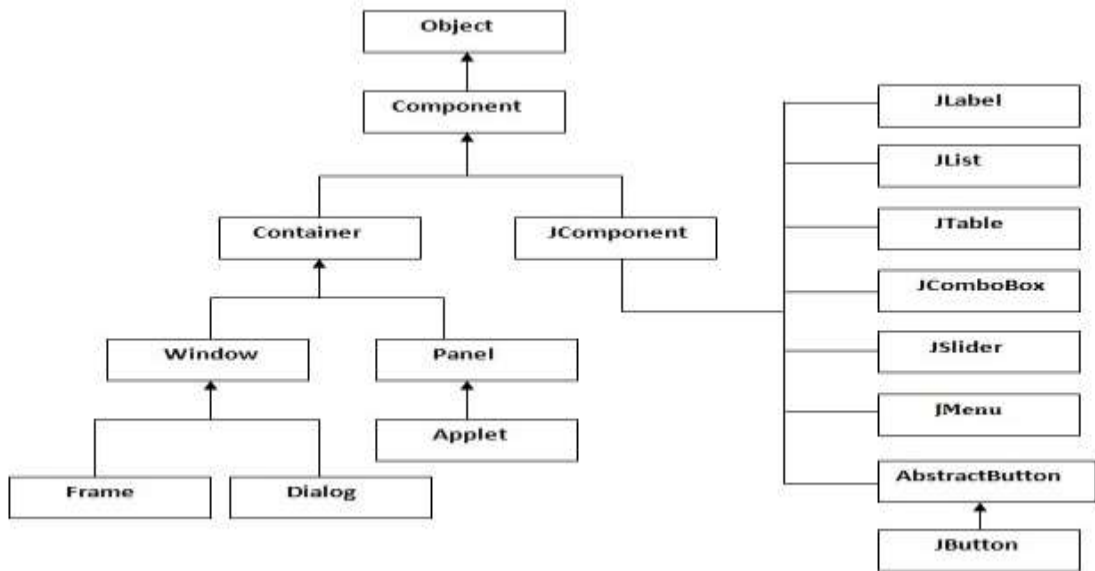 Object
Component
Container
JComponent
Window
Panel
Applet
Frame
Dialog
JLabel
JList
JTable
JComboBox
JSlider
JMenu
AbstractButton
JButton